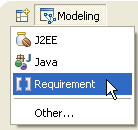 Modeling
J2EE
Java
Requirement
Other...